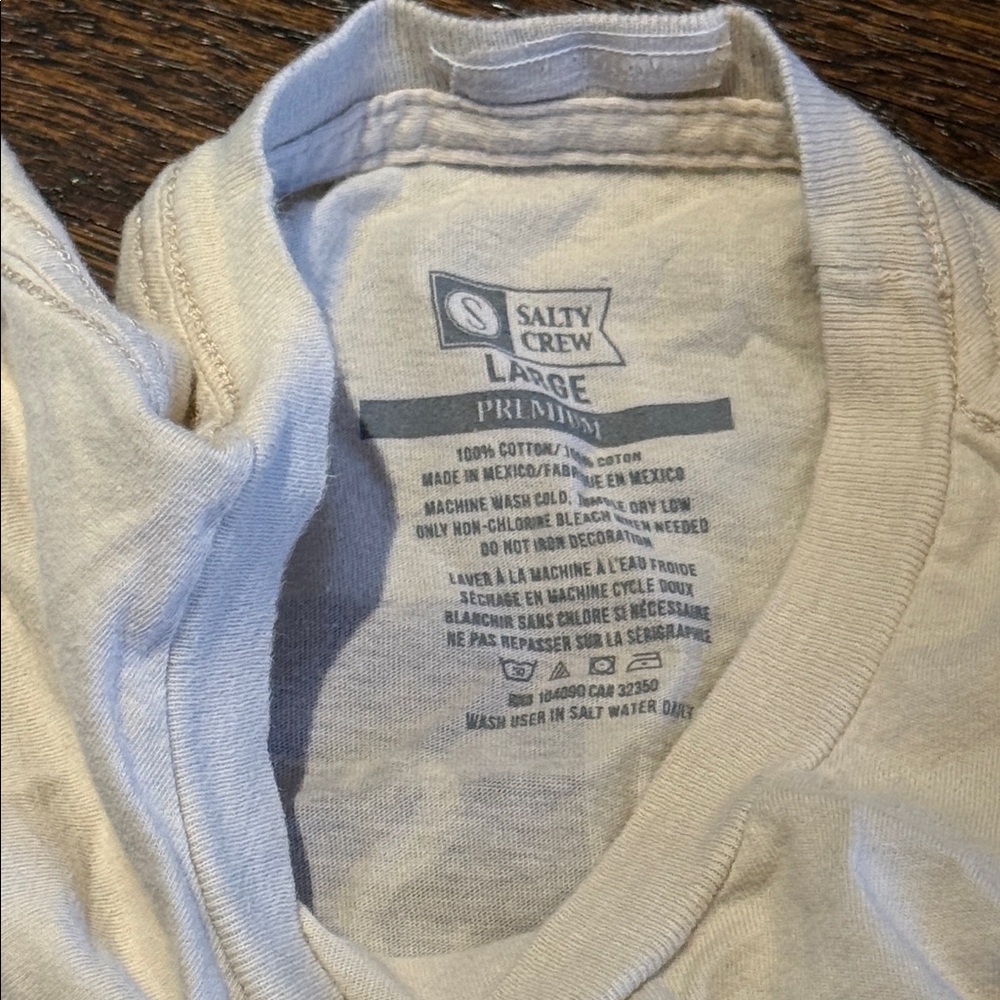 S
SALTY
CREW
LARGE
PREMIUM
100% COTTON/100% COTON
MADE IN MEXICO/FABRIQUE EN MEXICO
MACHINE WASH COLD. TUMBLE DRY LOW
ONLY NON-CHLORINE BLEACH WHEN NEEDED
DO NOT IRON DECORATION
LAVER À LA MACHINE À L'EAU FROIDE
SÉCHAGE EN MACHINE CYCLE DOUX
BLANCHIR SANS CHLORE SI NÉCESSAIRE
NE PAS REPASSER SUR LA SÉRIGRAPHIE
30
RN# 104090 CA# 32350
WASH USER IN SALT WATER DAILY